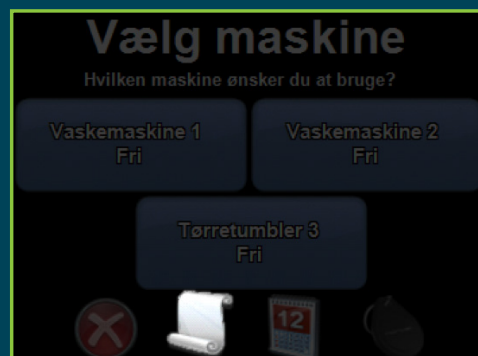 Vælg maskine
Hvilken maskine ønsker du at bruge?
Vaskemaskine 1
Fri
Vaskemaskine 2
Fri
Tørretumbler 3
Fri
12